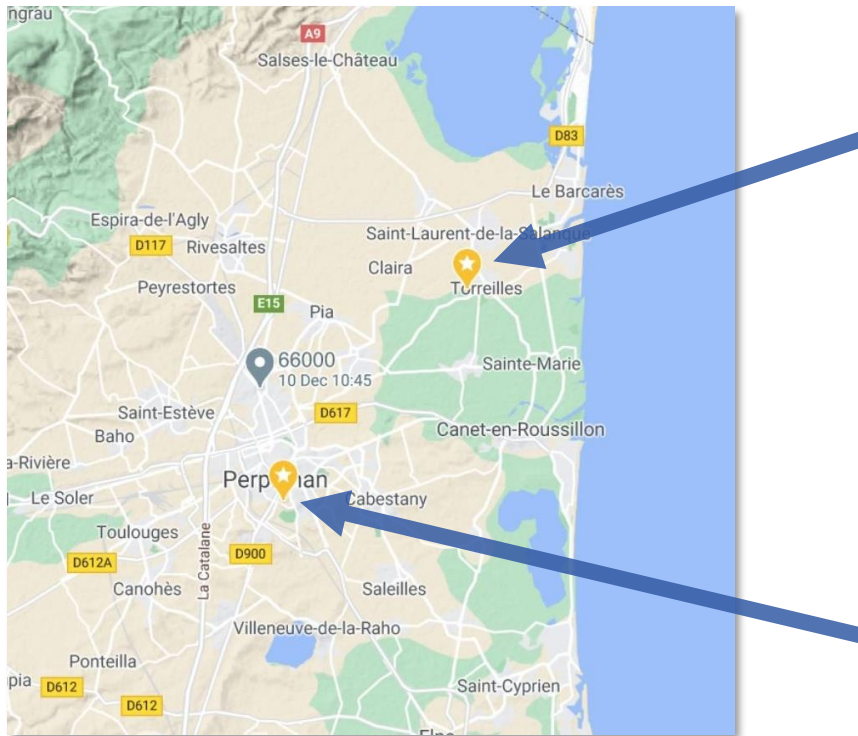 ngrau
A9
Salses-le-Château
D83
Le Barcarès
Espira-de-l'Agly
D117
Rivesaltes
Saint-Laurent-de-la-Salanque
Claira
Peyrestortes
Torreilles
E15
Pia
66000
10 Dec 10:45
Sainte-Marie
Saint-Estève
D617
Baho
Canet-en-Roussillon
a-Rivière
Le Soler
Cabestany
Toulouges
La Catalane
D900
D612A
Canohès
Saleilles
Villeneuve-de-la-Raho
Ponteilla
pia
D612
D612
Saint-Cyprien